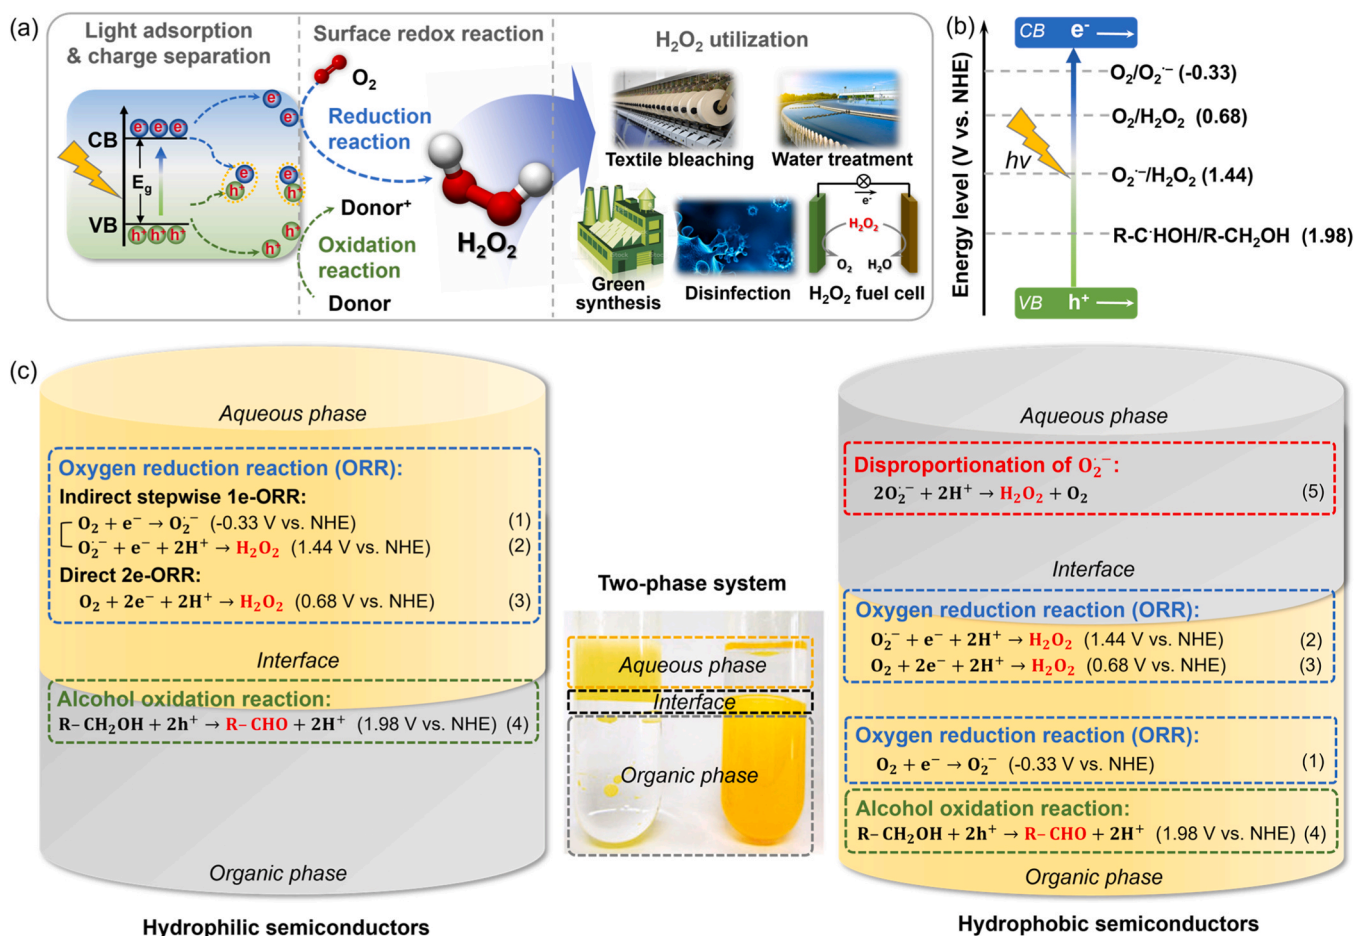 (a)
Light adsorption
& charge separation
CB
VB
Eg
e⁻ e⁻ e⁻
h⁺ h⁺ h⁺
e⁻
e⁻
e⁻
h⁺
e⁻
h⁺
h⁺
h⁺
Surface redox reaction
O₂
Reduction
reaction
H₂O₂
Donor⁺
Oxidation
reaction
Donor
H₂O₂ utilization
Textile bleaching
Water treatment
Green
synthesis
Disinfection
e⁻
H₂O₂
O₂ H₂O
H₂O₂ fuel cell
(b)
Energy level (V vs. NHE)
CB e⁻
O₂/O₂·⁻ (-0.33)
O₂/H₂O₂ (0.68)
hv
O₂·⁻/H₂O₂ (1.44)
R-C·HOH/R-CH₂OH (1.98)
VB h⁺
(c)
Aqueous phase
Oxygen reduction reaction (ORR):
Indirect stepwise 1e-ORR:
O₂ + e⁻ → O₂·⁻ (-0.33 V vs. NHE) (1)
O₂·⁻ + e⁻ + 2H⁺ → H₂O₂ (1.44 V vs. NHE) (2)
Direct 2e-ORR:
O₂ + 2e⁻ + 2H⁺ → H₂O₂ (0.68 V vs. NHE) (3)
Interface
Alcohol oxidation reaction:
R–CH₂OH + 2h⁺ → R–CHO + 2H⁺ (1.98 V vs. NHE) (4)
Organic phase
Hydrophilic semiconductors
Two-phase system
Aqueous phase
Interface
Organic phase
Aqueous phase
Disproportionation of O₂·⁻:
2O₂·⁻ + 2H⁺ → H₂O₂ + O₂ (5)
Interface
Oxygen reduction reaction (ORR):
O₂·⁻ + e⁻ + 2H⁺ → H₂O₂ (1.44 V vs. NHE) (2)
O₂ + 2e⁻ + 2H⁺ → H₂O₂ (0.68 V vs. NHE) (3)
Oxygen reduction reaction (ORR):
O₂ + e⁻ → O₂·⁻ (-0.33 V vs. NHE) (1)
Alcohol oxidation reaction:
R–CH₂OH + 2h⁺ → R–CHO + 2H⁺ (1.98 V vs. NHE) (4)
Organic phase
Hydrophobic semiconductors